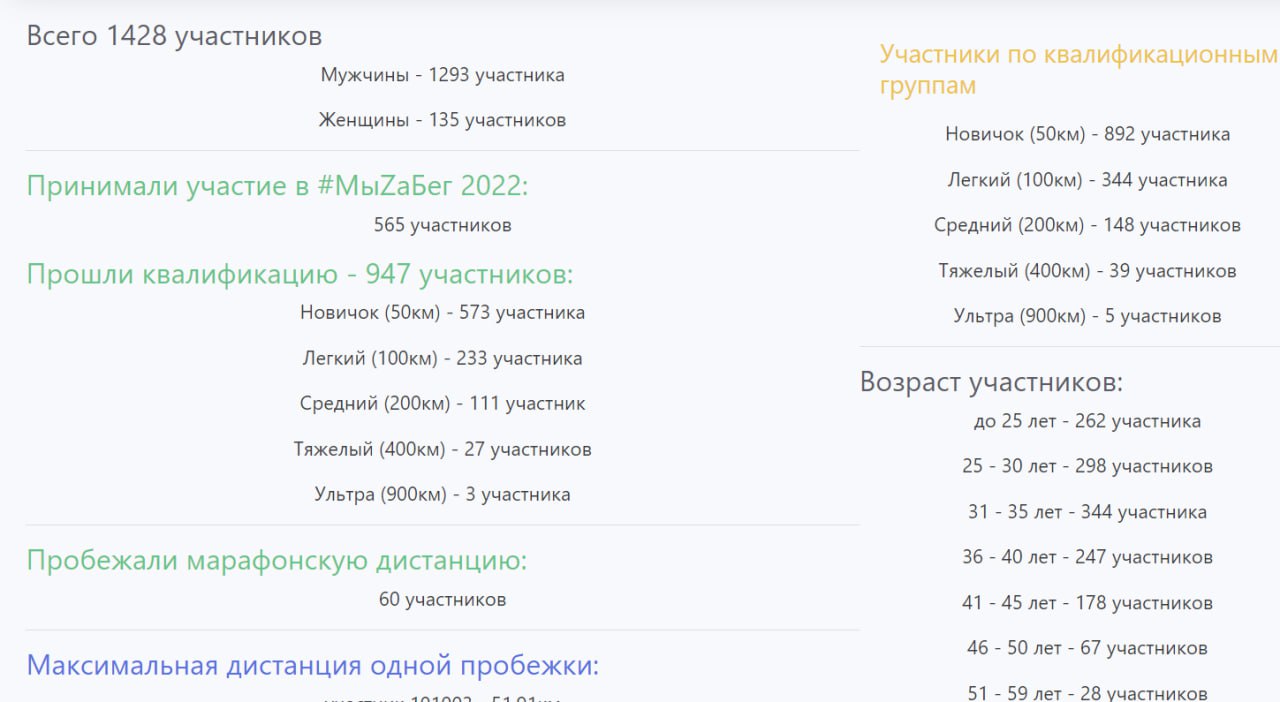 Всего 1428 участников
Мужчины - 1293 участника
Женщины - 135 участников
Принимали участие в #МыZаБег 2022:
565 участников
Прошли квалификацию - 947 участников:
Новичок (50км) - 573 участника
Легкий (100км) - 233 участника
Средний (200км) - 111 участник
Тяжелый (400км) - 27 участников
Ультра (900км) - 3 участника
Пробежали марафонскую дистанцию:
60 участников
Максимальная дистанция одной пробежки:
Участники по квалификационным
группам
Новичок (50км) - 892 участника
Легкий (100км) - 344 участника
Средний (200км) - 148 участников
Тяжелый (400км) - 39 участников
Ультра (900км) - 5 участников
Возраст участников:
до 25 лет - 262 участника
25 - 30 лет - 298 участников
31 - 35 лет - 344 участника
36 - 40 лет - 247 участников
41 - 45 лет - 178 участников
46 - 50 лет - 67 участников
51 - 59 лет - 28 участников